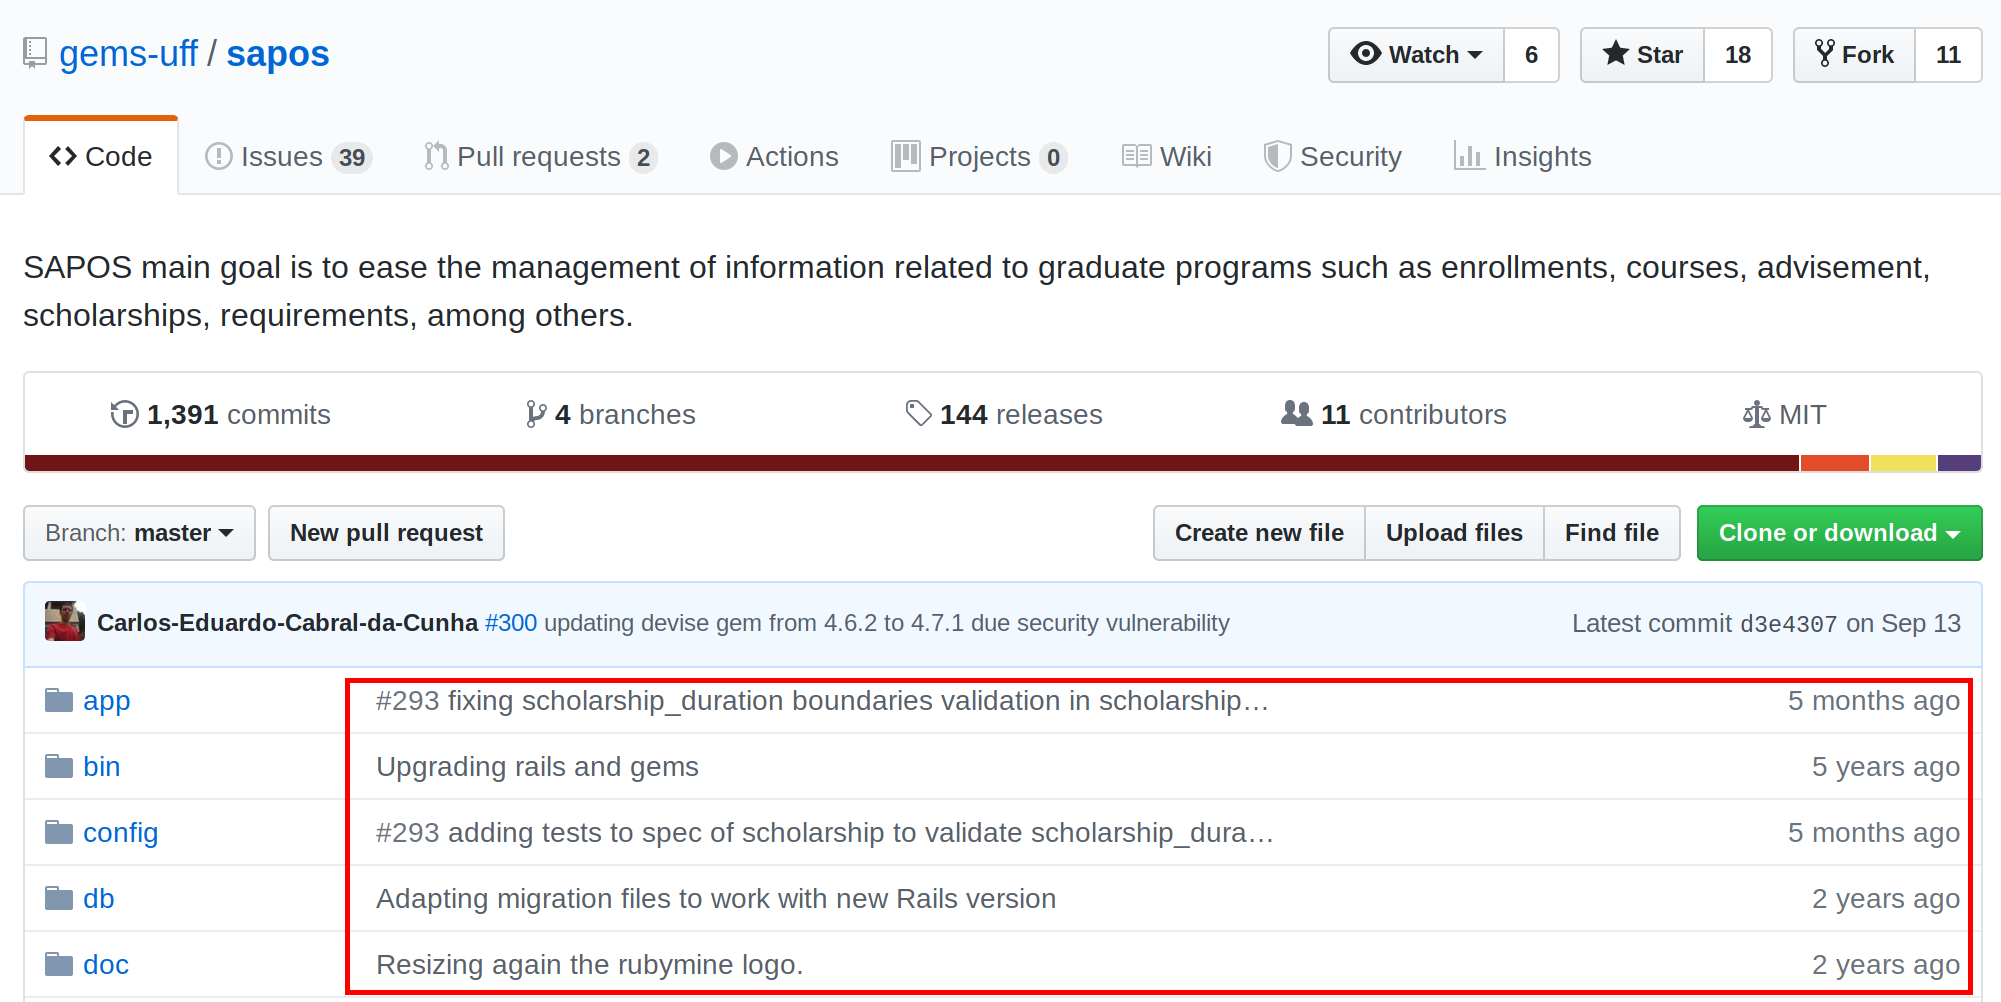 gems-uff / sapos
Watch 6 Star 18 Fork 11
Code Issues 39 Pull requests 2 Actions Projects 0 Wiki Security Insights
SAPOS main goal is to ease the management of information related to graduate programs such as enrollments, courses, advisement,
scholarships, requirements, among others.
1,391 commits 4 branches 144 releases 11 contributors MIT
Branch: master New pull request Create new file Upload files Find file Clone or download
Carlos-Eduardo-Cabral-da-Cunha #300 updating devise gem from 4.6.2 to 4.7.1 due security vulnerability Latest commit d3e4307 on Sep 13
app #293 fixing scholarship_duration boundaries validation in scholarship… 5 months ago
bin Upgrading rails and gems 5 years ago
config #293 adding tests to spec of scholarship to validate scholarship_dura… 5 months ago
db Adapting migration files to work with new Rails version 2 years ago
doc Resizing again the rubymine logo. 2 years ago